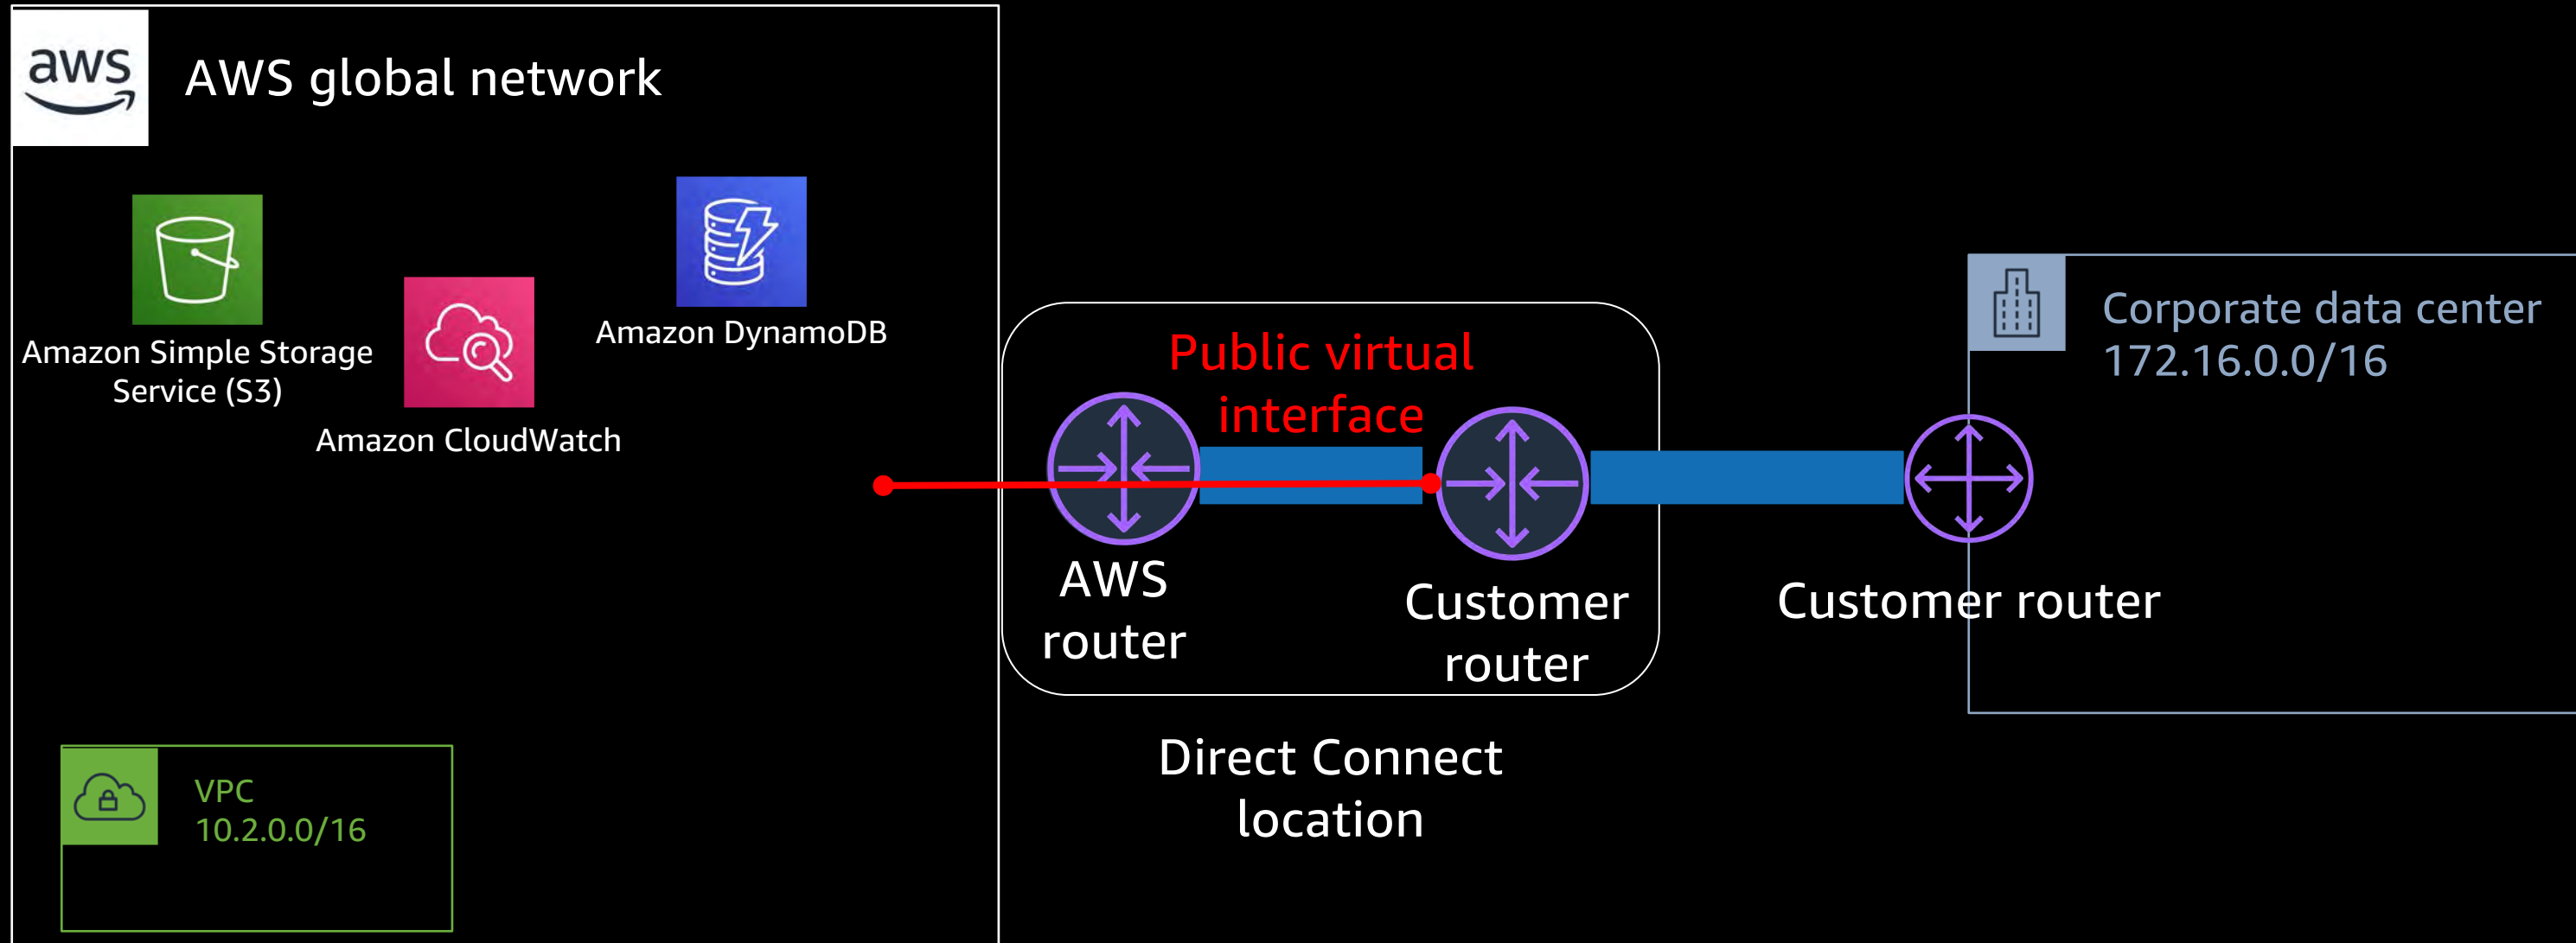 aws
AWS global network
Amazon Simple Storage
Service (S3)
Amazon CloudWatch
Amazon DynamoDB
VPC
10.2.0.0/16
Public virtual
interface
AWS
router
Customer
router
Direct Connect
location
Customer router
Corporate data center
172.16.0.0/16